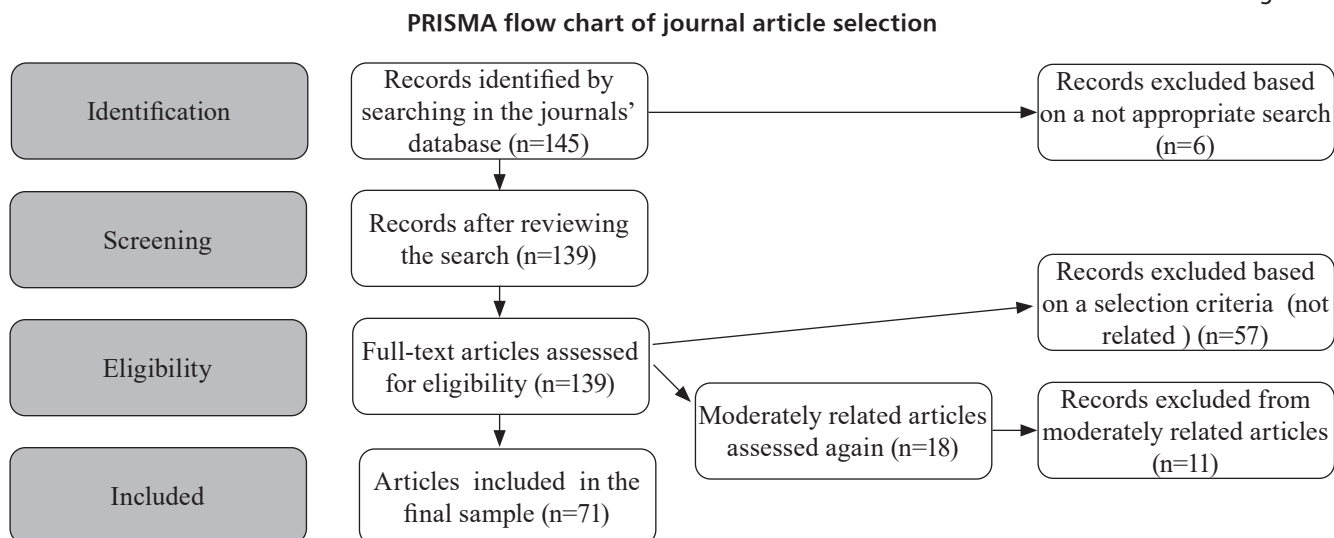 PRISMA flow chart of journal article selection
Identification
Records identified by
searching in the journals’
database (n=145)
Records excluded based
on a not appropriate search
(n=6)
Screening
Records after reviewing
the search (n=139)
Records excluded based
on a selection criteria (not
related ) (n=57)
Eligibility
Full-text articles assessed
for eligibility (n=139)
Moderately related articles
assessed again (n=18)
Records excluded from
moderately related articles
(n=11)
Included
Articles included in the
final sample (n=71)